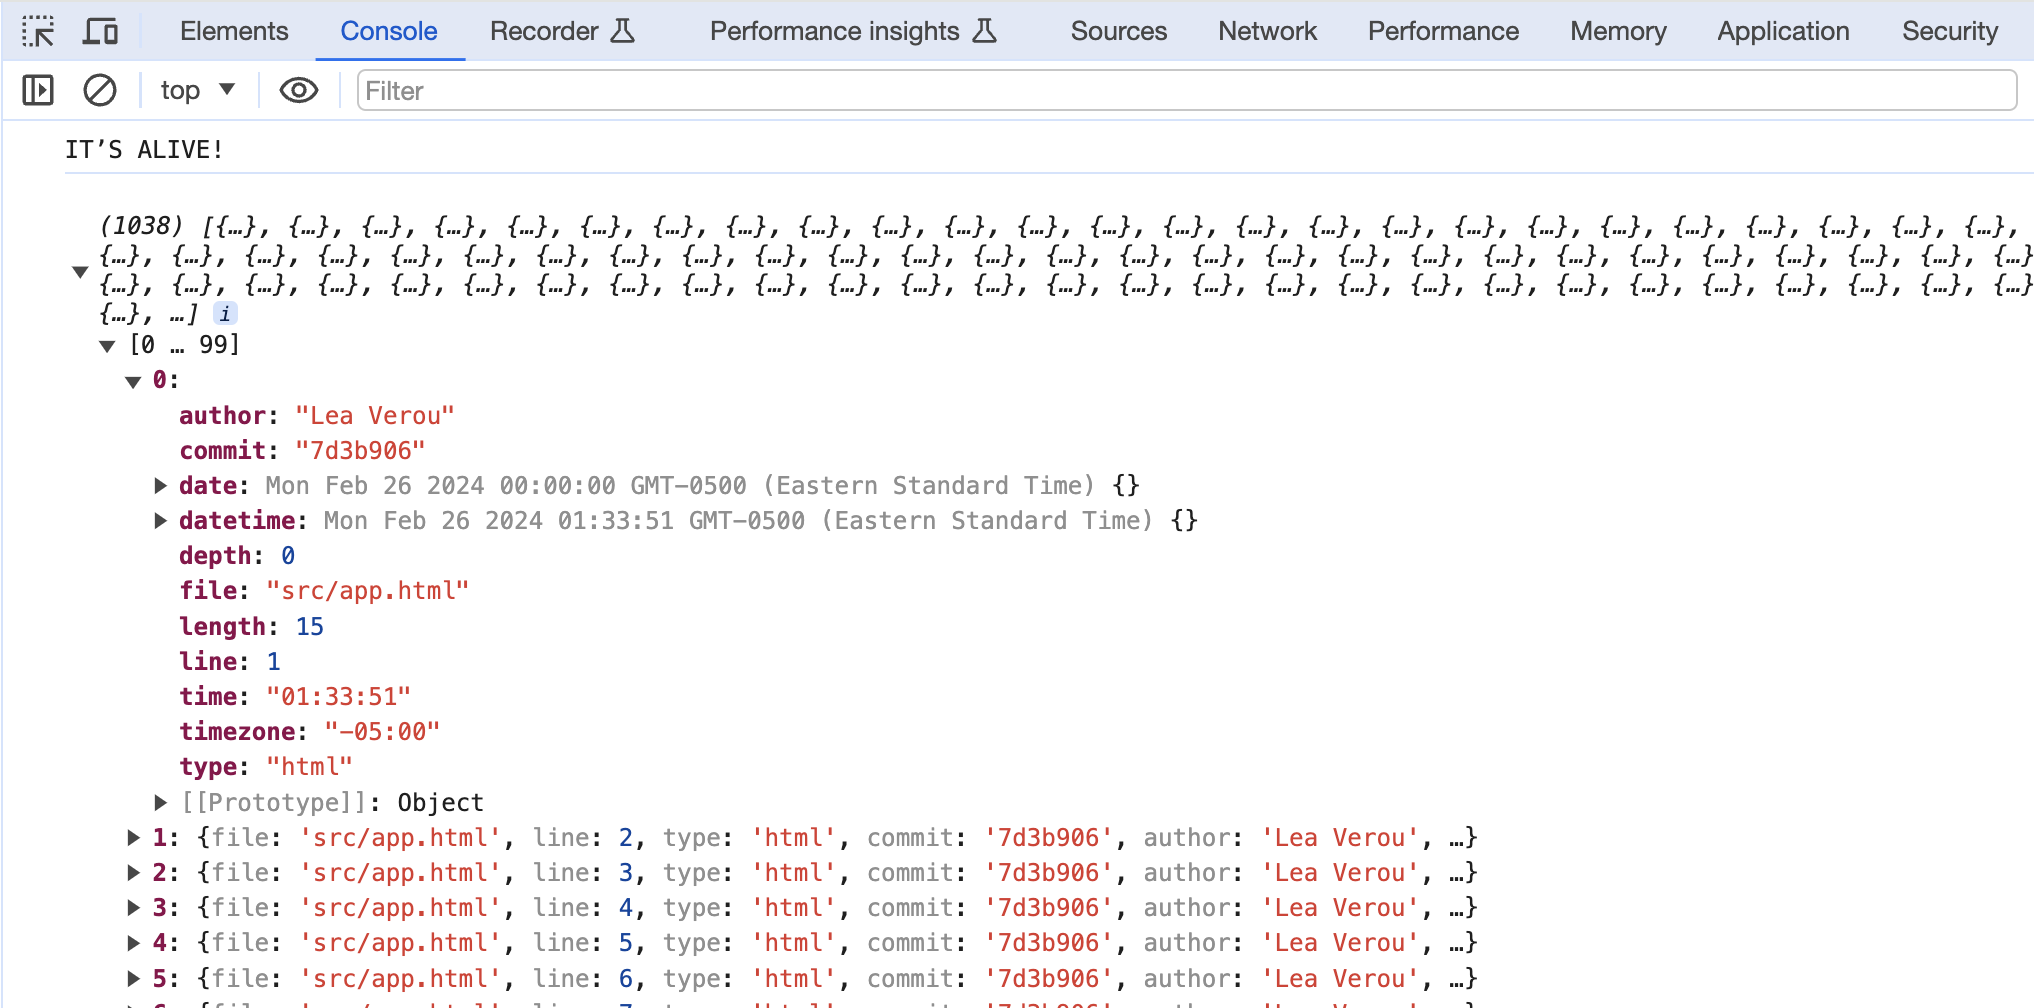 Elements Console Recorder Performance insights Sources Network Performance Memory Application Security
top Filter
IT’S ALIVE!
(1038) [{…}, {…}, {…}, {…}, {…}, {…}, {…}, {…}, {…}, {…}, {…}, {…}, {…}, {…}, {…}, {…}, {…}, {…}, {…}, {…}, {…}, {…}, {…}, {…}, {…},
{…}, {…}, {…}, {…}, {…}, {…}, {…}, {…}, {…}, {…}, {…}, {…}, {…}, {…}, {…}, {…}, {…}, {…}, {…}, {…}, {…}, {…}, {…}, {…}, {…}, {…}, {…}
{…}, {…}, {…}, {…}, {…}, {…}, {…}, {…}, {…}, {…}, {…}, {…}, {…}, {…}, {…}, {…}, {…}, {…}, {…}, {…}, {…}, {…}, {…}, {…}, {…}, {…}, {…}
{…}, …] i
[0 … 99]
0:
author: "Lea Verou"
commit: "7d3b906"
date: Mon Feb 26 2024 00:00:00 GMT-0500 (Eastern Standard Time) {}
datetime: Mon Feb 26 2024 01:33:51 GMT-0500 (Eastern Standard Time) {}
depth: 0
file: "src/app.html"
length: 15
line: 1
time: "01:33:51"
timezone: "-05:00"
type: "html"
[[Prototype]]: Object
1: {file: 'src/app.html', line: 2, type: 'html', commit: '7d3b906', author: 'Lea Verou', …}
2: {file: 'src/app.html', line: 3, type: 'html', commit: '7d3b906', author: 'Lea Verou', …}
3: {file: 'src/app.html', line: 4, type: 'html', commit: '7d3b906', author: 'Lea Verou', …}
4: {file: 'src/app.html', line: 5, type: 'html', commit: '7d3b906', author: 'Lea Verou', …}
5: {file: 'src/app.html', line: 6, type: 'html', commit: '7d3b906', author: 'Lea Verou', …}